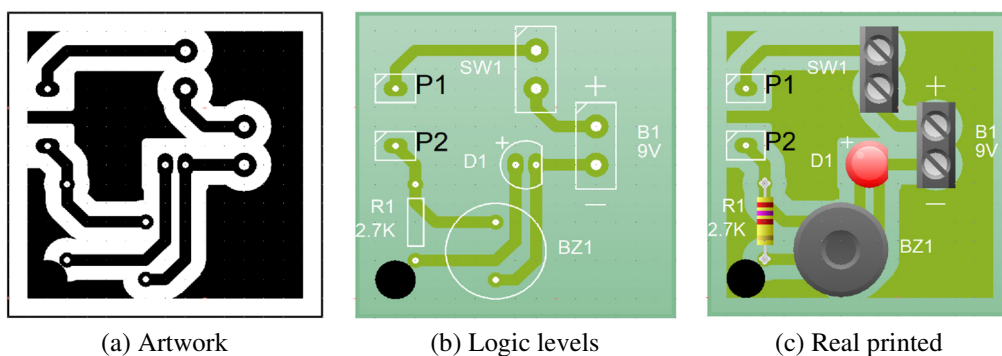 SW1
P1
P2
D1
+
+
B1
9V
−
R1
2.7K
BZ1
SW1
P1
P2
D1
+
+
B1
9V
−
R1
2.7K
BZ1
(a) Artwork
(b) Logic levels
(c) Real printed